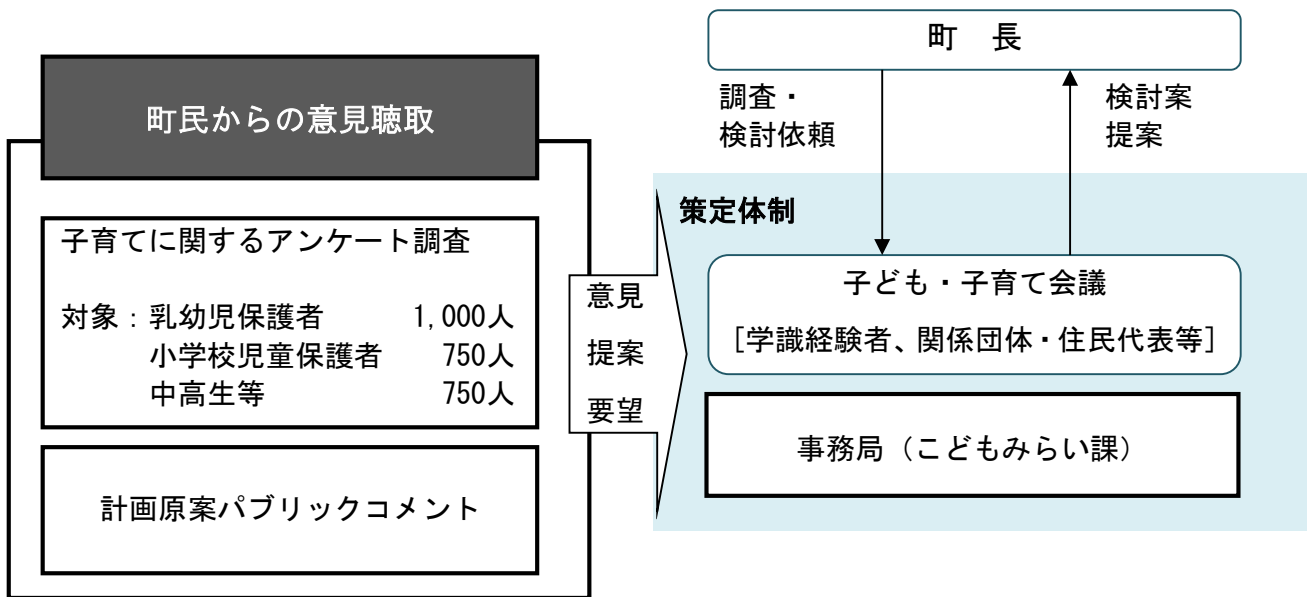 町民からの意見聴取
子育てに関するアンケート調査
対象：乳幼児保護者 1,000人
小学校児童保護者 750人
中高生等 750人
計画原案パブリックコメント
意見
提案
要望
町 長
調査・
検討依頼
検討案
提案
策定体制
子ども・子育て会議
［学識経験者、関係団体・住民代表等］
事務局（こどもみらい課）